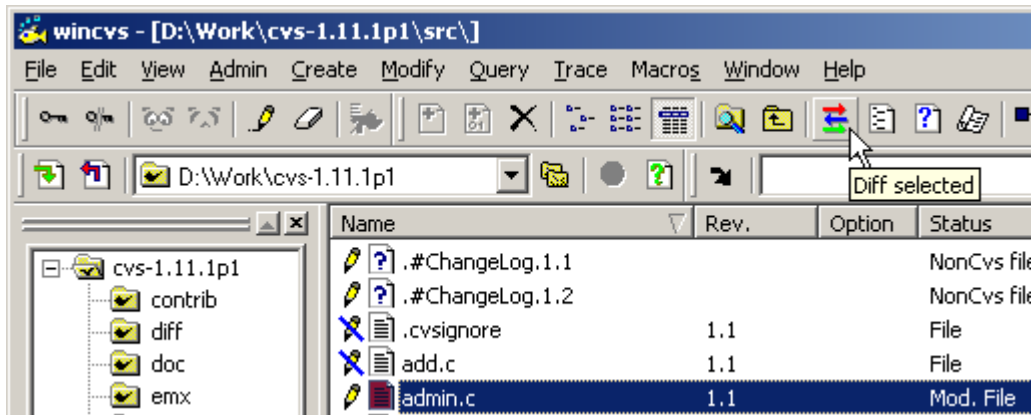 wincvs - [D:\Work\cvs-1.11.1p1\src\]
File Edit View Admin Create Modify Query Trace Macros Window Help
D:\Work\cvs-1.11.1p1
Diff selected
Name Rev. Option Status
cvs-1.11.1p1
contrib
diff
doc
emx
.#ChangeLog.1.1 NonCvs file
.#ChangeLog.1.2 NonCvs file
.cvsignore 1.1 File
add.c 1.1 File
admin.c 1.1 Mod. File